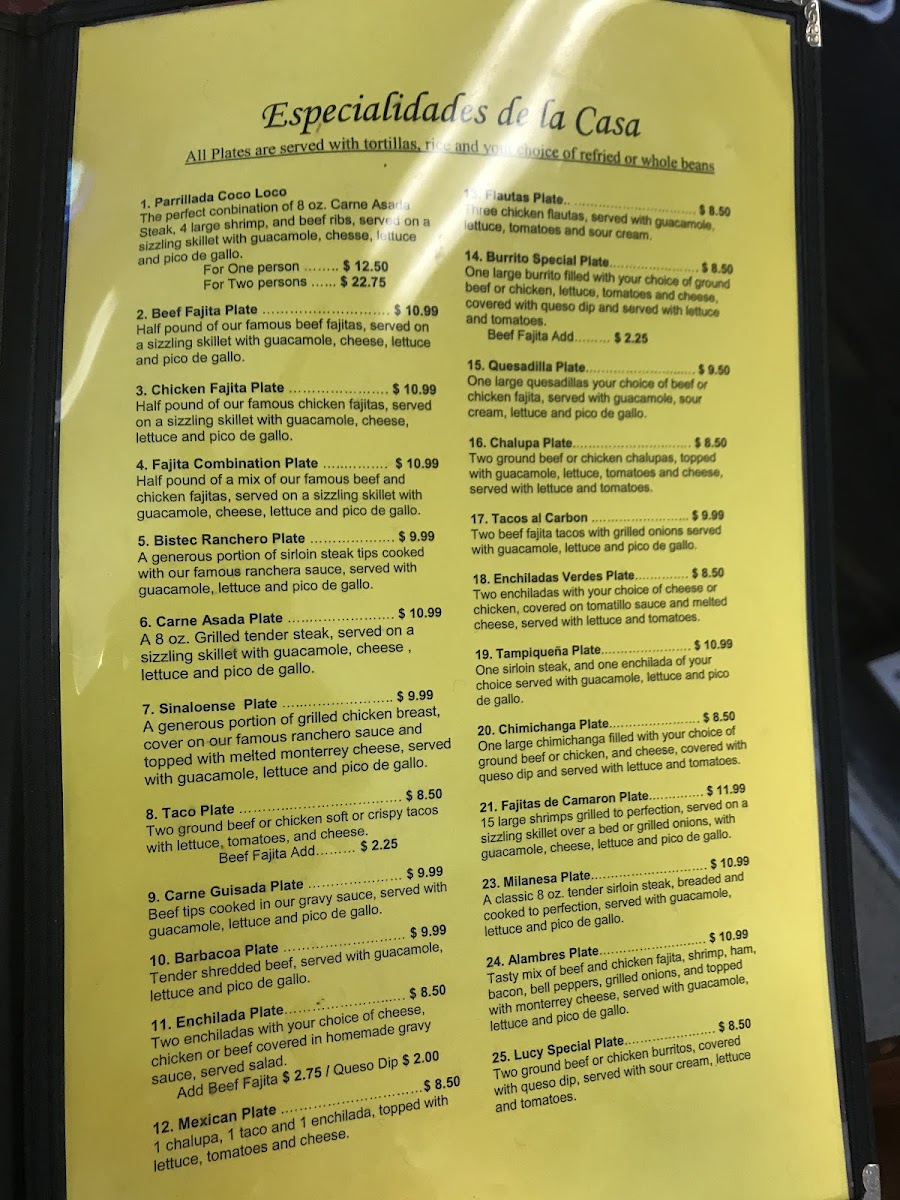 Especialidades de la Casa
All Plates are served with tortillas, rice and your choice of refried or whole beans
1. Parrillada Coco Loco
The perfect conbination of 8 oz. Carne Asada
Steak, 4 large shrimp, and beef ribs, served on a
sizzling skillet with guacamole, chesse, lettuce
and pico de gallo.
For One person ........ $ 12.50
For Two persons ...... $ 22.75
2. Beef Fajita Plate ............................ $ 10.99
Half pound of our famous beef fajitas, served on
a sizzling skillet with guacamole, cheese, lettuce
and pico de gallo.
3. Chicken Fajita Plate ...................... $ 10.99
Half pound of our famous chicken fajitas, served
on a sizzling skillet with guacamole, cheese,
lettuce and pico de gallo.
4. Fajita Combination Plate .............. $ 10.99
Half pound of a mix of our famous beef and
chicken fajitas, served on a sizzling skillet with
guacamole, cheese, lettuce and pico de gallo.
5. Bistec Ranchero Plate ................... $ 9.99
A generous portion of sirloin steak tips cooked
with our famous ranchera sauce, served with
guacamole, lettuce and pico de gallo.
6. Carne Asada Plate ........................ $ 10.99
A 8 oz. Grilled tender steak, served on a
sizzling skillet with guacamole, cheese ,
lettuce and pico de gallo.
7. Sinaloense Plate ........................ $ 9.99
A generous portion of grilled chicken breast,
cover on our famous ranchero sauce and
topped with melted monterrey cheese, served
with guacamole, lettuce and pico de gallo.
8. Taco Plate ................................... $ 8.50
Two ground beef or chicken soft or crispy tacos
with lettuce, tomatoes, and cheese.
Beef Fajita Add......... $ 2.25
9. Carne Guisada Plate .................... $ 9.99
Beef tips cooked in our gravy sauce, served with
guacamole, lettuce and pico de gallo.
10. Barbacoa Plate .......................... $ 9.99
Tender shredded beef, served with guacamole,
lettuce and pico de gallo.
11. Enchilada Plate.......................... $ 8.50
Two enchiladas with your choice of cheese,
chicken or beef covered in homemade gravy
sauce, served salad.
Add Beef Fajita $ 2.75 / Queso Dip $ 2.00
12. Mexican Plate ..............................$ 8.50
1 chalupa, 1 taco and 1 enchilada, topped with
lettuce, tomatoes and cheese.
13. Flautas Plate.. ............................ $ 8.50
Three chicken flautas, served with guacamole,
lettuce, tomatoes and sour cream.
14. Burrito Special Plate...................... $ 8.50
One large burrito filled with your choice of ground
beef or chicken, lettuce, tomatoes and cheese,
covered with queso dip and served with lettuce
and tomatoes.
Beef Fajita Add......... $ 2.25
15. Quesadilla Plate........................... $ 9.50
One large quesadillas your choice of beef or
chicken fajita, served with guacamole, sour
cream, lettuce and pico de gallo.
16. Chalupa Plate............................. $ 8.50
Two ground beef or chicken chalupas, topped
with guacamole, lettuce, tomatoes and cheese,
served with lettuce and tomatoes.
17. Tacos al Carbon ........................ $ 9.99
Two beef fajita tacos with grilled onions served
with guacamole, lettuce and pico de gallo.
18. Enchiladas Verdes Plate............. $ 8.50
Two enchiladas with your choice of cheese or
chicken, covered on tomatillo sauce and melted
cheese, served with lettuce and tomatoes.
19. Tampiqueña Plate...................... $ 10.99
One sirloin steak, and one enchilada of your
choice served with guacamole, lettuce and pico
de gallo.
20. Chimichanga Plate...................... $ 8.50
One large chimichanga filled with your choice of
ground beef or chicken, and cheese, covered with
queso dip and served with lettuce and tomatoes.
21. Fajitas de Camaron Plate............. $ 11.99
15 large shrimps grilled to perfection, served on a
sizzling skillet over a bed or grilled onions, with
guacamole, cheese, lettuce and pico de gallo.
23. Milanesa Plate............................ $ 10.99
A classic 8 oz. tender sirloin steak, breaded and
cooked to perfection, served with guacamole,
lettuce and pico de gallo.
24. Alambres Plate.......................... $ 10.99
Tasty mix of beef and chicken fajita, shrimp, ham,
bacon, bell peppers, grilled onions, and topped
with monterrey cheese, served with guacamole,
lettuce and pico de gallo.
25. Lucy Special Plate...................... $ 8.50
Two ground beef or chicken burritos, covered
with queso dip, served with sour cream, lettuce
and tomatoes.